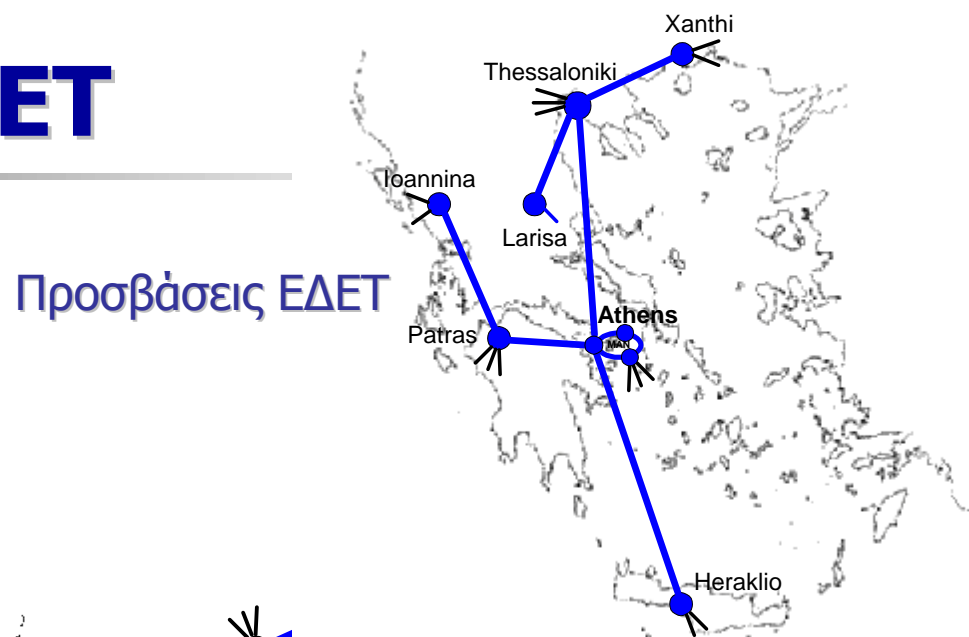 ET
Xanthi
Thessaloniki
Ioannina
Larisa
Προσβάσεις ΕΔΕΤ
Athens
Patras
MAN
Heraklio